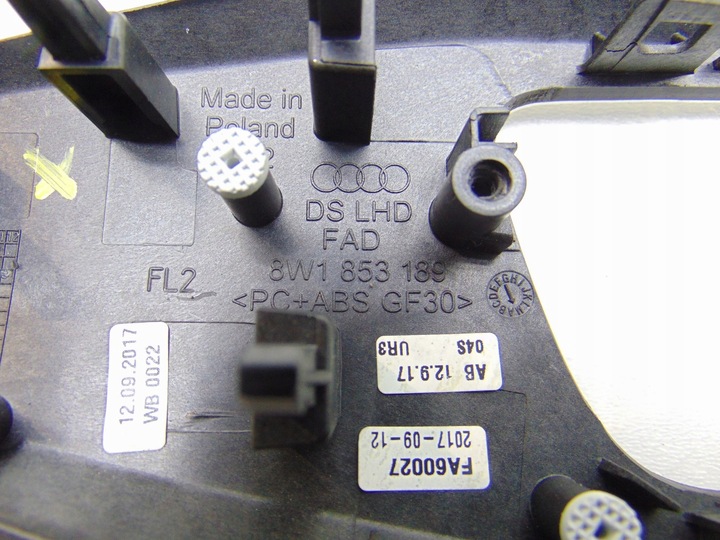 Made in
Poland
DS LHD
FAD
8W1 853 189
<PC+ABS GF30>
FL2
12.09.2017
WB 0022
AB 12.9.17 04S
UR3
FA60027
2017-09-12